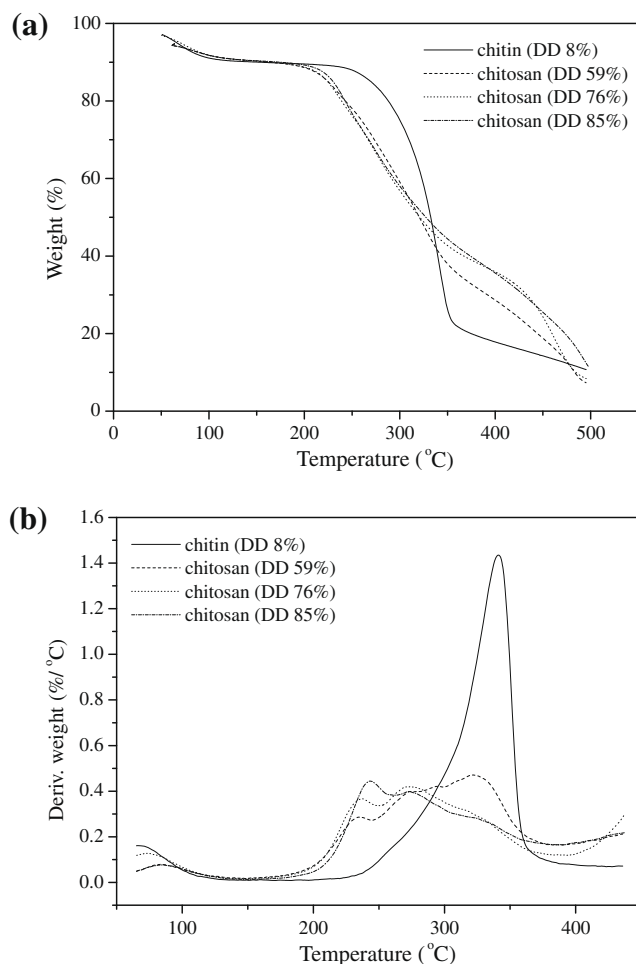 (a)
100
80
60
40
20
0
Weight (%)
chitin (DD 8%)
chitosan (DD 59%)
chitosan (DD 76%)
chitosan (DD 85%)
0 100 200 300 400 500
Temperature (°C)
(b)
1.6
1.4
1.2
1.0
0.8
0.6
0.4
0.2
0.0
Deriv. weight (%/°C)
chitin (DD 8%)
chitosan (DD 59%)
chitosan (DD 76%)
chitosan (DD 85%)
100 200 300 400
Temperature (°C)